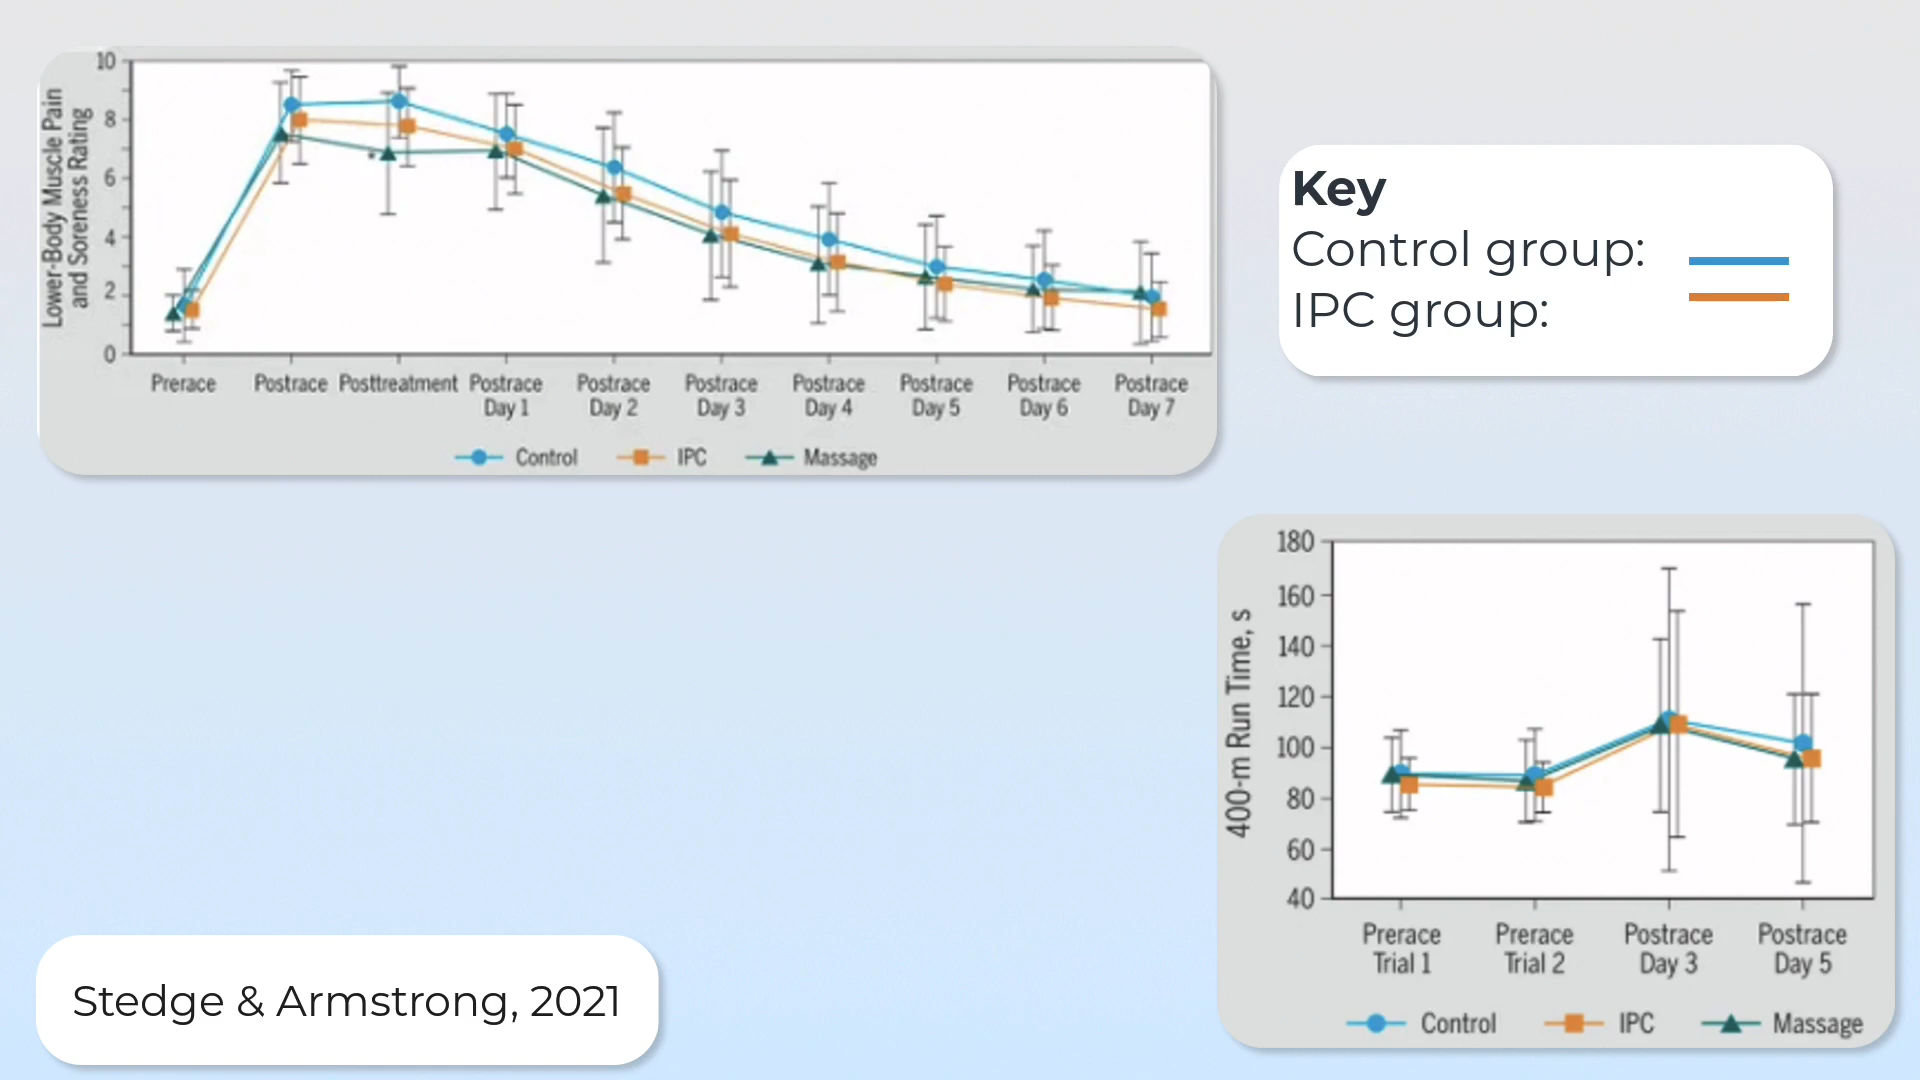 10
8
6
4
2
0
Lower-Body Muscle Pain
and Soreness Rating
*
Prerace
Postrace
Posttreatment
Postrace
Day 1
Postrace
Day 2
Postrace
Day 3
Postrace
Day 4
Postrace
Day 5
Postrace
Day 6
Postrace
Day 7
Control
IPC
Massage
Key
Control group:
IPC group:
180
160
140
120
100
80
60
40
400-m Run Time, s
Prerace
Trial 1
Prerace
Trial 2
Postrace
Day 3
Postrace
Day 5
Control
IPC
Massage
Stedge & Armstrong, 2021